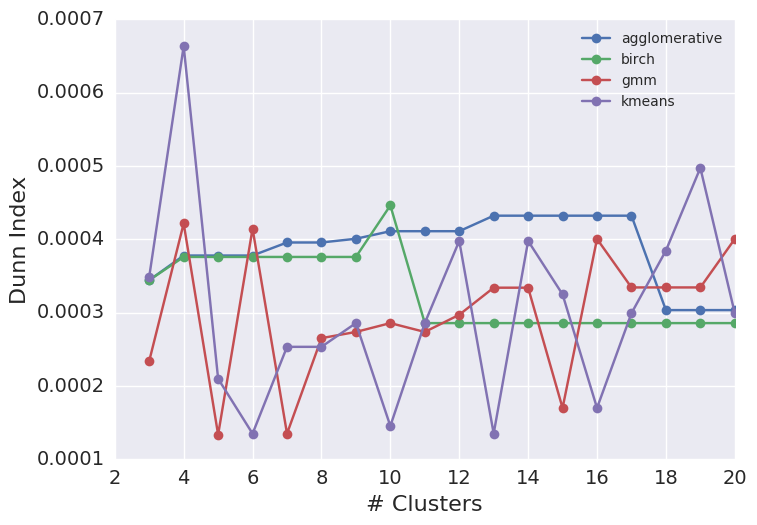 0.0007
0.0006
0.0005
0.0004
0.0003
0.0002
0.0001
Dunn Index
2 4 6 8 10 12 14 16 18 20
# Clusters
agglomerative
birch
gmm
kmeans